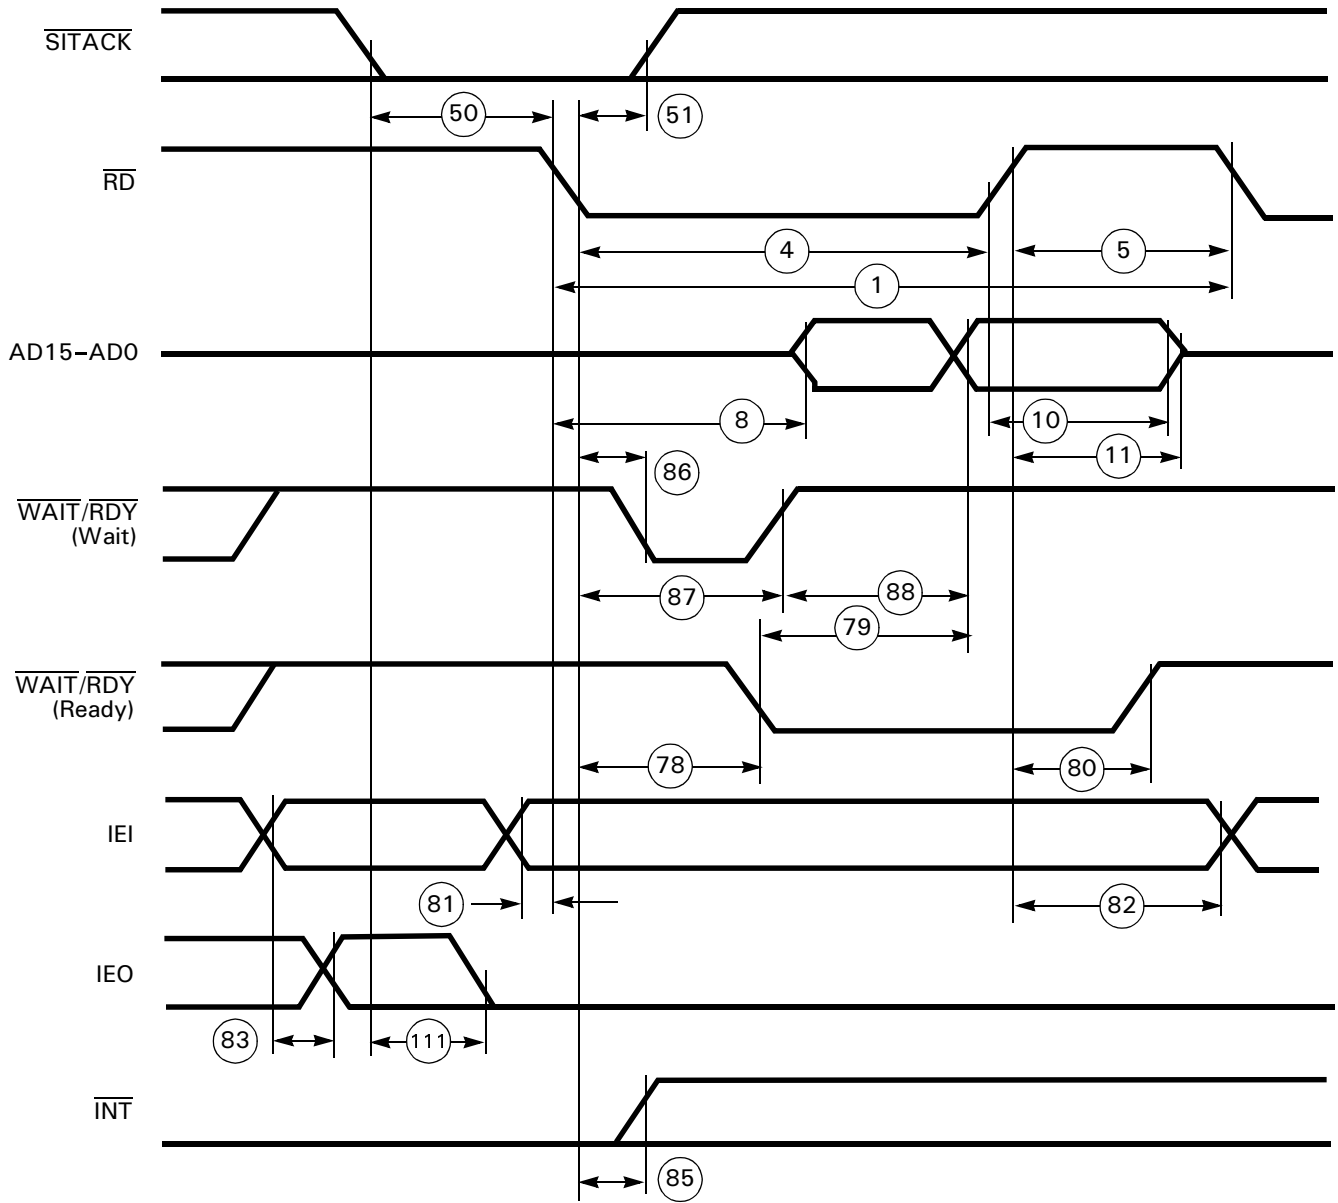 SITACK
50
51
RD
4
5
1
AD15–AD0
8
10
11
86
WAIT/RDY
(Wait)
87
88
79
WAIT/RDY
(Ready)
78
80
IEI
81
82
IEO
83
111
INT
85